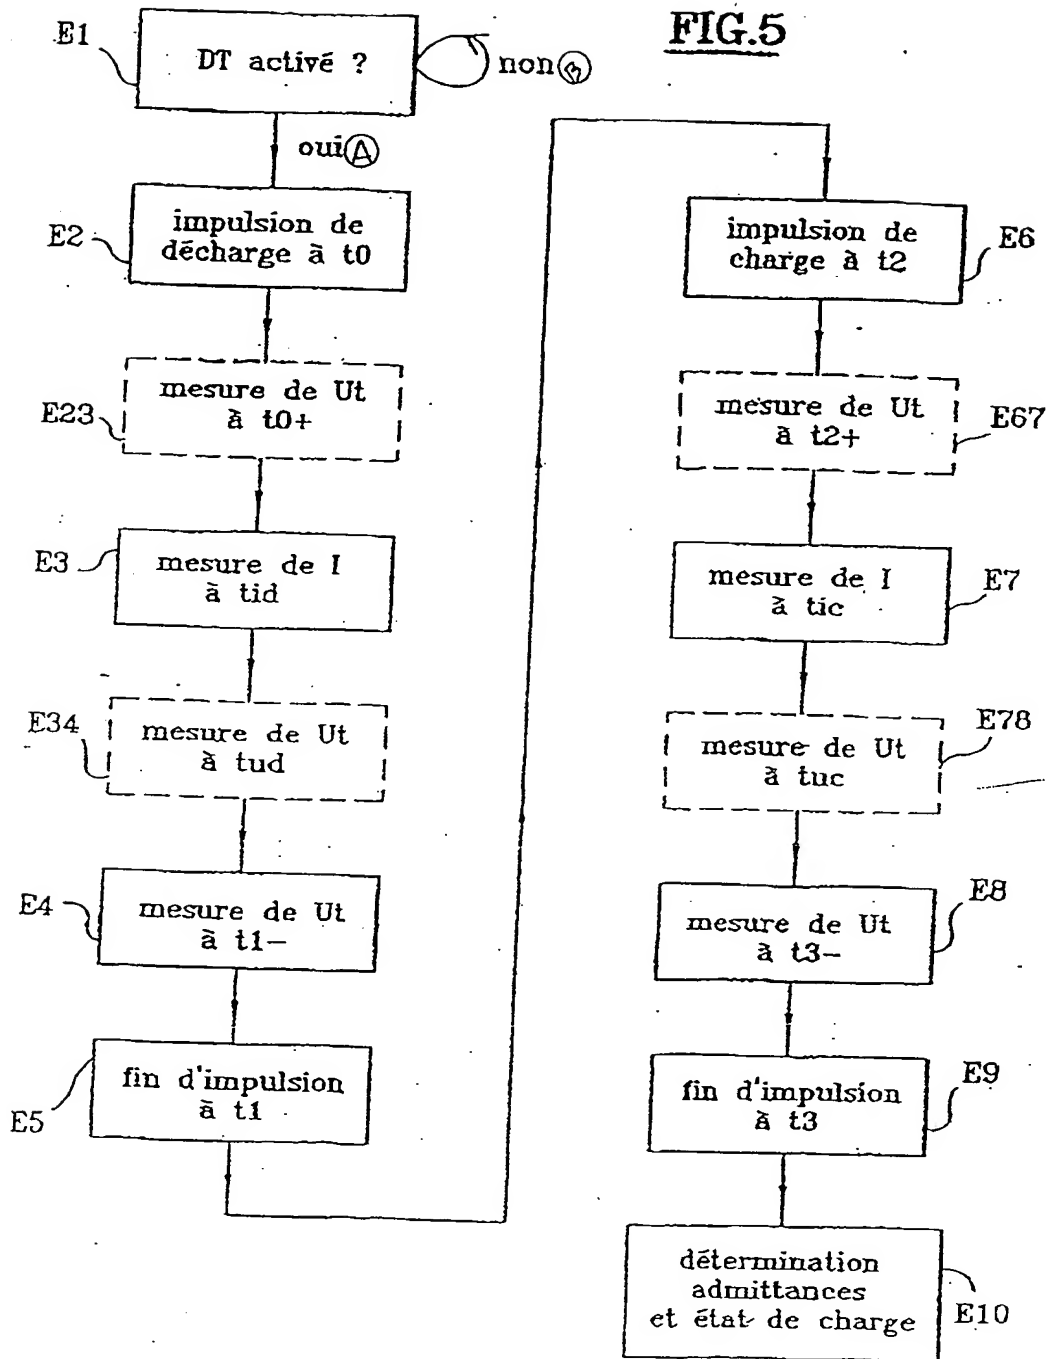 FIG.5
E1
DT activé ?
non B
oui A
E2
impulsion de
décharge à t0
E23
mesure de Ut
à t0+
E3
mesure de I
à tid
E34
mesure de Ut
à tud
E4
mesure de Ut
à t1-
E5
fin d'impulsion
à t1
impulsion de
charge à t2
E6
mesure de Ut
à t2+
E67
mesure de I
à tic
E7
mesure de Ut
à tuc
E78
mesure de Ut
à t3-
E8
fin d'impulsion
à t3
E9
détermination
admittances
et état de charge
E10